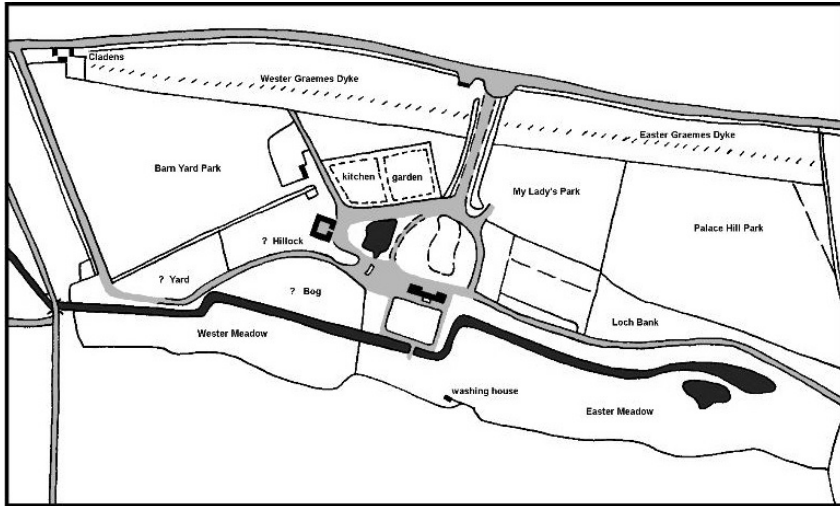 Cladens
Wester Graemes Dyke
Easter Graemes Dyke
Barn Yard Park
kitchen garden
My Lady's Park
Palace Hill Park
? Hillock
? Yard
? Bog
Loch Bank
Wester Meadow
washing house
Easter Meadow